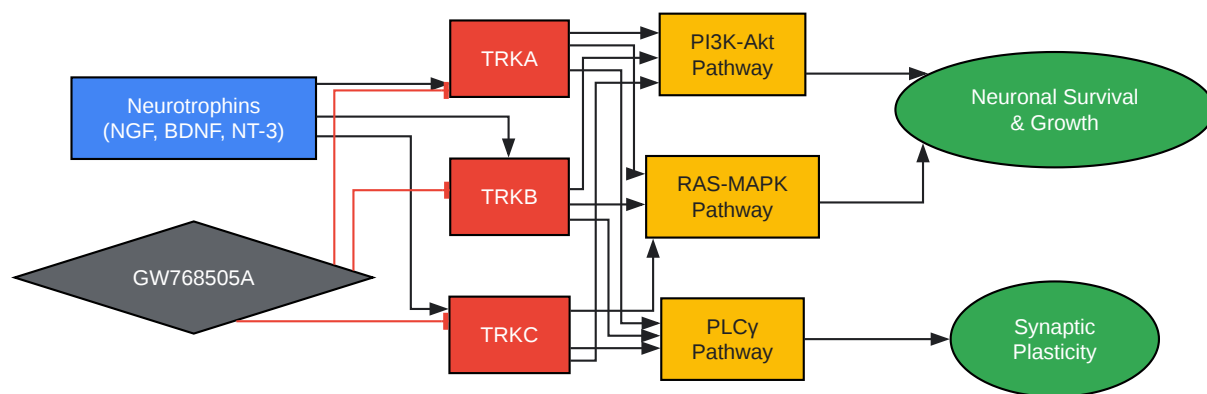 Neurotrophins
(NGF, BDNF, NT-3)
GW768505A
TRKA
TRKB
TRKC
PI3K-Akt
Pathway
RAS-MAPK
Pathway
PLCγ
Pathway
Neuronal Survival
& Growth
Synaptic
Plasticity